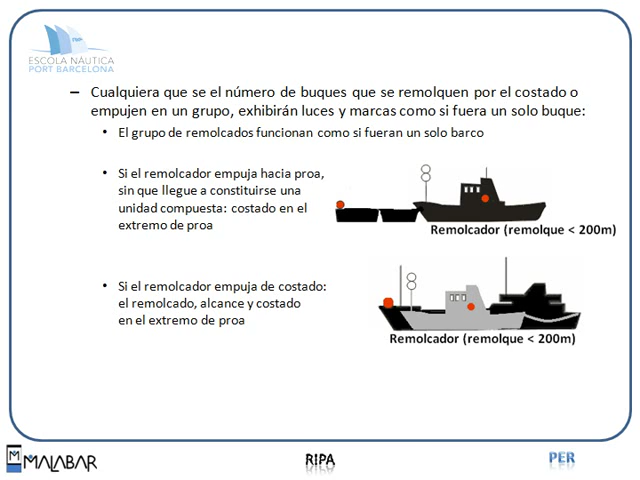 ESCOLA NÀUTICA
PORT BARCELONA
– Cualquiera que se el número de buques que se remolquen por el costado o
empujen en un grupo, exhibirán luces y marcas como si fuera un solo buque:
• El grupo de remolcados funcionan como si fueran un solo barco
• Si el remolcador empuja hacia proa,
sin que llegue a constituirse una
unidad compuesta: costado en el
extremo de proa
Remolcador (remolque < 200m)
• Si el remolcador empuja de costado:
el remolcado, alcance y costado
en el extremo de proa
Remolcador (remolque < 200m)
MALABAR
RIPA
PER